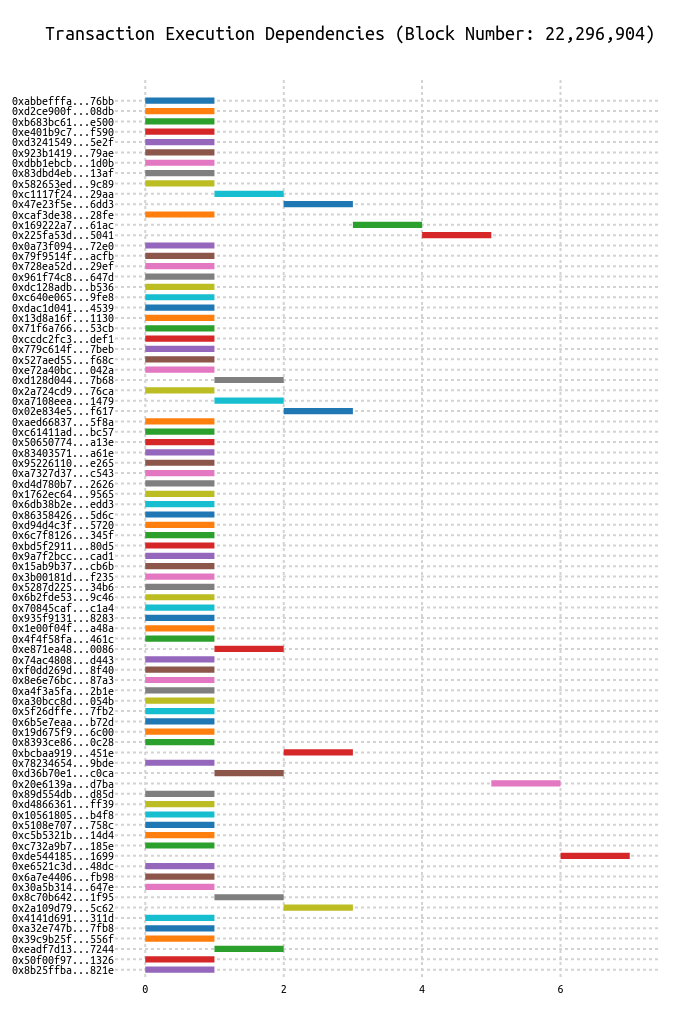 Transaction Execution Dependencies (Block Number: 22,296,904)
0xabbefffa...76bb
0xd2ce900f...08db
0xb683bc61...e500
0xe401b9c7...f590
0xd3241549...5e2f
0x923b1419...79ae
0xdbb1ebcb...1d0b
0x83dbd4eb...13af
0x582653ed...9c89
0xc1117f24...29aa
0x47e23f5e...6dd3
0xcaf3de38...28fe
0x169222a7...61ac
0x225fa53d...5041
0x0a73f094...72e0
0x79f9514f...acfb
0x728ea52d...29ef
0x961f74c8...647d
0xdc128adb...b536
0xc640e065...9fe8
0xdac1d041...4539
0x13d8a16f...1130
0x71f6a766...53cb
0xccdc2fc3...def1
0x779c614f...7beb
0x527aed55...f68c
0xe72a40bc...042a
0xd128d044...7b68
0x2a724cd9...76ca
0xa7108eea...1479
0x02e834e5...f617
0xaed66837...5f8a
0xc61411ad...bc57
0x50650774...a13e
0x83403571...a61e
0x95226110...e265
0xa7327d37...c543
0xd4d780b7...2626
0x1762ec64...9565
0x6db38b2e...edd3
0x86358426...5d6c
0xd94d4c3f...5720
0x6c7f8126...345f
0xbd5f2911...80d5
0x9a7f2bcc...cad1
0x15ab9b37...cb6b
0x3b00181d...f235
0x5287d225...34b6
0x6b2fde53...9c46
0x70845caf...c1a4
0x935f9131...8283
0x1e00f04f...a48a
0x4f4f58fa...461c
0xe871ea48...0086
0x74ac4808...d443
0xf0dd269d...8f40
0x8e6e76bc...87a3
0xa4f3a5fa...2b1e
0xa30bcc8d...054b
0x5f26dffe...7fb2
0x6b5e7eaa...b72d
0x19d675f9...6c00
0x8393ce86...0c28
0xbcbaa919...451e
0x78234654...9bde
0xd36b70e1...c0ca
0x20e6139a...d7ba
0x89d554db...d85d
0xd4866361...ff39
0x10561805...b4f8
0x5108e707...758c
0xc5b5321b...14d4
0xc732a9b7...185e
0xde544185...1699
0xe6521c3d...48dc
0x6a7e4406...fb98
0x30a5b314...647e
0x8c70b642...1f95
0x2a109d79...5c62
0x4141d691...311d
0xa32e747b...7fb8
0x39c9b25f...556f
0xeadf7d13...7244
0x50f00f97...1326
0x8b25ffba...821e
0 2 4 6